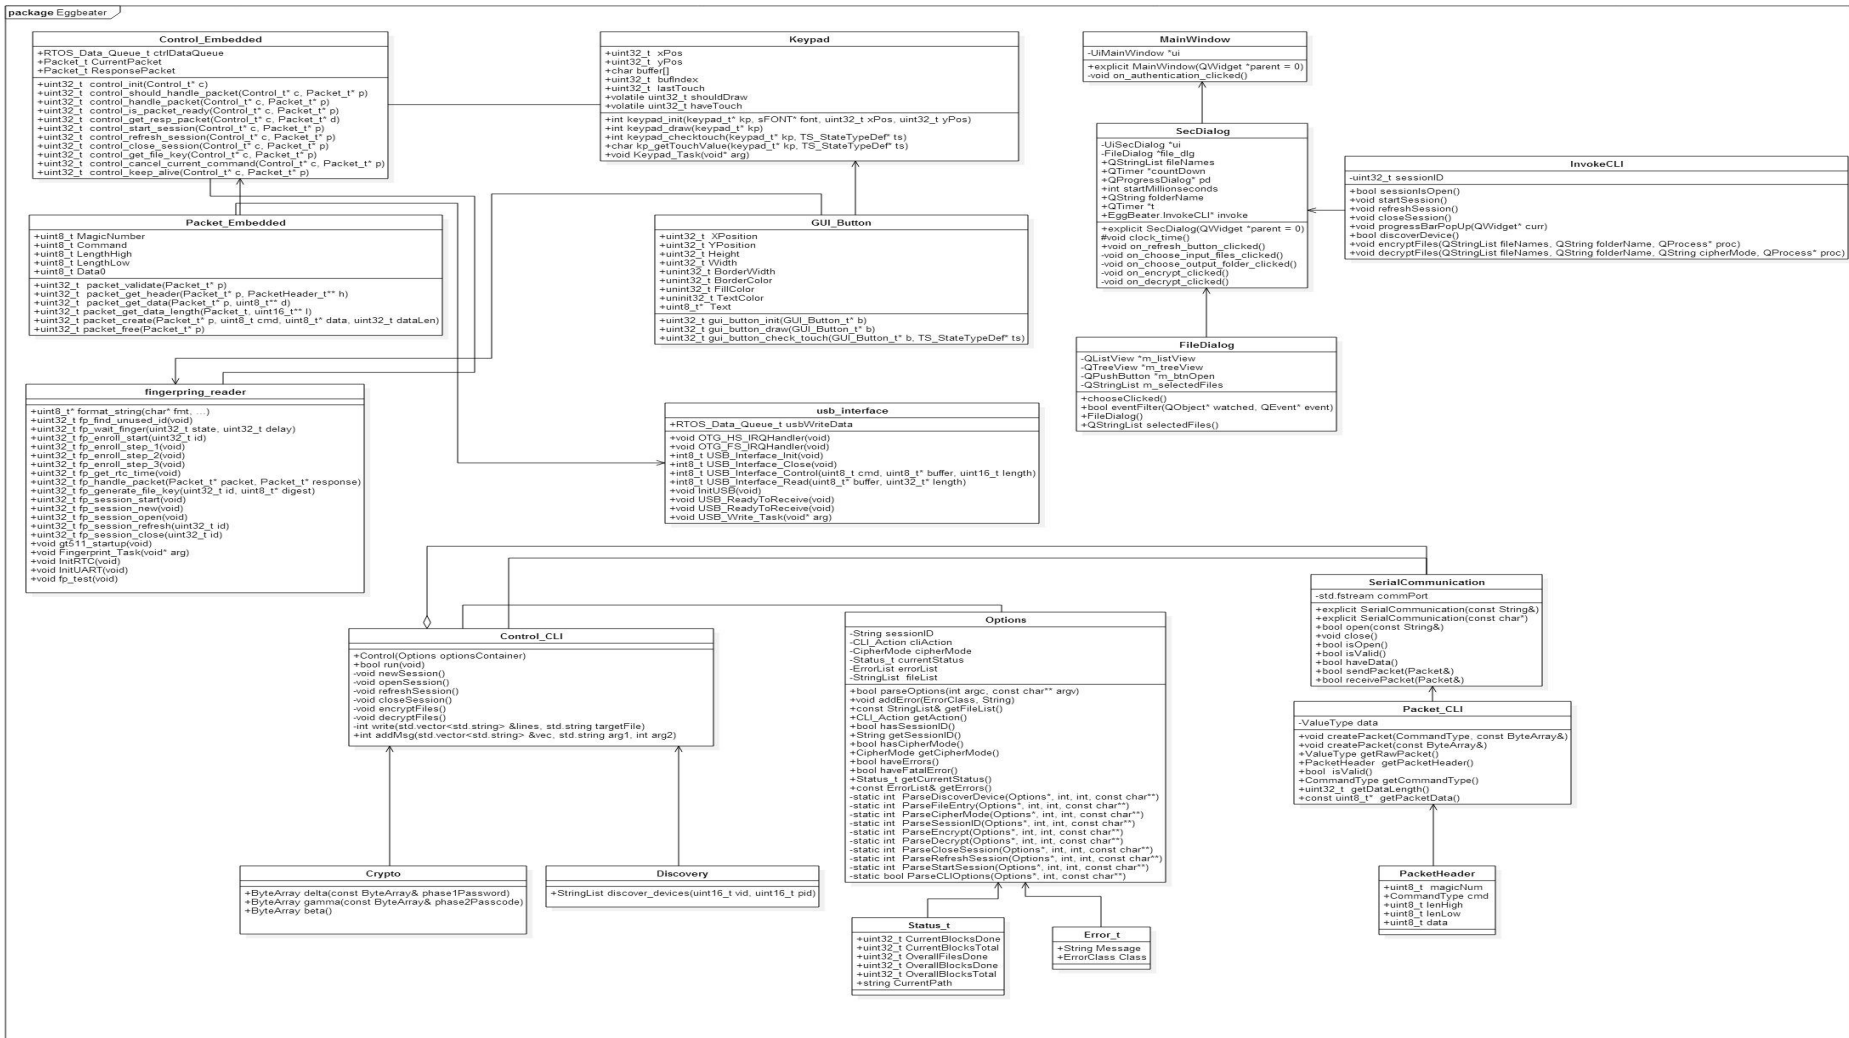 package Eggbeater
Control_Embedded
+RTOS_Data_Queue_t ctrlDataQueue
+Packet_t CurrentPacket
+Packet_t ResponsePacket
+uint32_t control_init(Control_t* c)
+uint32_t control_should_handle_packet(Control_t* c, Packet_t* p)
+uint32_t control_handle_packet(Control_t* c, Packet_t* p)
+uint32_t control_is_packet_ready(Control_t* c, Packet_t* p)
+uint32_t control_get_resp_packet(Control_t* c, Packet_t* d)
+uint32_t control_start_session(Control_t* c, Packet_t* p)
+uint32_t control_refresh_session(Control_t* c, Packet_t* p)
+uint32_t control_close_session(Control_t* c, Packet_t* p)
+uint32_t control_get_file_key(Control_t* c, Packet_t* p)
+uint32_t control_cancel_current_command(Control_t* c, Packet_t* p)
+uint32_t control_keep_alive(Control_t* c, Packet_t* p)
Keypad
+uint32_t xPos
+uint32_t yPos
+char buffer[]
+uint32_t bufIndex
+uint32_t lastTouch
+volatile uint32_t shouldDraw
+volatile uint32_t haveTouch
+int keypad_init(keypad_t* kp, sFONT* font, uint32_t xPos, uint32_t yPos)
+int keypad_draw(keypad_t* kp)
+int keypad_checktouch(keypad_t* kp, TS_StateTypeDef* ts)
+char kp_getTouchValue(keypad_t* kp, TS_StateTypeDef* ts)
+void Keypad_Task(void* arg)
MainWindow
-UiMainWindow *ui
+explicit MainWindow(QWidget *parent = 0)
-void on_authentication_clicked()
SecDialog
-UiSecDialog *ui
-FileDialog *file_dlg
+QStringList fileNames
+QTimer *countDown
+QProgressDialog* pd
+int startMillionseconds
+QString folderName
+QTimer *t
+EggBeater.InvokeCLI* invoke
+explicit SecDialog(QWidget *parent = 0)
#void clock_time()
-void on_refresh_button_clicked()
-void on_choose_input_files_clicked()
-void on_choose_output_folder_clicked()
-void on_encrypt_clicked()
-void on_decrypt_clicked()
InvokeCLI
-uint32_t sessionID
+bool sessionIsOpen()
+void startSession()
+void refreshSession()
+void closeSession()
+void progressBarPopUp(QWidget* curr)
+bool discoverDevice()
+void encryptFiles(QStringList fileNames, QString folderName, QProcess* proc)
+void decryptFiles(QStringList fileNames, QString folderName, QString cipherMode, QProcess* proc)
Packet_Embedded
+uint8_t MagicNumber
+uint8_t Command
+uint8_t LengthHigh
+uint8_t LengthLow
+uint8_t Data0
+uint32_t packet_validate(Packet_t* p)
+uint32_t packet_get_header(Packet_t* p, PacketHeader_t** h)
+uint32_t packet_get_data(Packet_t* p, uint8_t** d)
+uint32_t packet_get_data_length(Packet_t, uint16_t** l)
+uint32_t packet_create(Packet_t* p, uint8_t cmd, uint8_t* data, uint32_t dataLen)
+uint32_t packet_free(Packet_t* p)
GUI_Button
+uint32_t XPosition
+uint32_t YPosition
+uint32_t Height
+uint32_t Width
+unint32_t BorderWidth
+uint32_t BorderColor
+uint32_t FillColor
+uninit32_t TextColor
+uint8_t* Text
+uint32_t gui_button_init(GUI_Button_t* b)
+uint32_t gui_button_draw(GUI_Button_t* b)
+uint32_t gui_button_check_touch(GUI_Button_t* b, TS_StateTypeDef* ts)
FileDialog
-QListView *m_listView
-QTreeView *m_treeView
-QPushButton *m_btnOpen
-QStringList m_selectedFiles
+chooseClicked()
+bool eventFilter(QObject* watched, QEvent* event)
+FileDialog()
+QStringList selectedFiles()
fingerpring_reader
+uint8_t* format_string(char* fmt, ...)
+uint32_t fp_find_unused_id(void)
+uint32_t fp_wait_finger(uint32_t state, uint32_t delay)
+uint32_t fp_enroll_start(uint32_t id)
+uint32_t fp_enroll_step_1(void)
+uint32_t fp_enroll_step_2(void)
+uint32_t fp_enroll_step_3(void)
+uint32_t fp_get_rtc_time(void)
+uint32_t fp_handle_packet(Packet_t* packet, Packet_t* response)
+uint32_t fp_generate_file_key(uint32_t id, uint8_t* digest)
+uint32_t fp_session_start(void)
+uint32_t fp_session_new(void)
+uint32_t fp_session_open(void)
+uint32_t fp_session_refresh(uint32_t id)
+uint32_t fp_session_close(uint32_t id)
+void gt511_startup(void)
+void Fingerprint_Task(void* arg)
+void InitRTC(void)
+void InitUART(void)
+void fp_test(void)
usb_interface
+RTOS_Data_Queue_t usbWriteData
+void OTG_HS_IRQHandler(void)
+void OTG_FS_IRQHandler(void)
+int8_t USB_Interface_Init(void)
+int8_t USB_Interface_Close(void)
+int8_t USB_Interface_Control(uint8_t cmd, uint8_t* buffer, uint16_t length)
+int8_t USB_Interface_Read(uint8_t* buffer, uint32_t* length)
+void InitUSB(void)
+void USB_ReadyToReceive(void)
+void USB_ReadyToReceive(void)
+void USB_Write_Task(void* arg)
Control_CLI
+Control(Options optionsContainer)
+bool run(void)
-void newSession()
-void openSession()
-void refreshSession()
-void closeSession()
-void encryptFiles()
-void decryptFiles()
-int write(std.vector<std.string> &lines, std.string targetFile)
+int addMsg(std.vector<std.string> &vec, std.string arg1, int arg2)
Options
-String sessionID
-CLI_Action cliAction
-CipherMode cipherMode
-Status_t currentStatus
-ErrorList errorList
-StringList fileList
+bool parseOptions(int argc, const char** argv)
+void addError(ErrorClass, String)
+const StringList& getFileList()
+CLI_Action getAction()
+bool hasSessionID()
+String getSessionID()
+bool hasCipherMode()
+CipherMode getCipherMode()
+bool haveErrors()
+bool haveFatalError()
+Status_t getCurrentStatus()
+const ErrorList& getErrors()
-static int ParseDiscoverDevice(Options*, int, int, const char**)
-static int ParseFileEntry(Options*, int, int, const char**)
-static int ParseCipherMode(Options*, int, int, const char**)
-static int ParseSessionID(Options*, int, int, const char**)
-static int ParseEncrypt(Options*, int, int, const char**)
-static int ParseDecrypt(Options*, int, int, const char**)
-static int ParseCloseSession(Options*, int, int, const char**)
-static int ParseRefreshSession(Options*, int, int, const char**)
-static int ParseStartSession(Options*, int, int, const char**)
-static bool ParseCLIOptions(Options*, int, const char**)
SerialCommunication
-std.fstream commPort
+explicit SerialCommunication(const String&)
+explicit SerialCommunication(const char*)
+bool open(const String&)
+void close()
+bool isOpen()
+bool isValid()
+bool haveData()
+bool sendPacket(Packet&)
+bool receivePacket(Packet&)
Packet_CLI
-ValueType data
+void createPacket(CommandType, const ByteArray&)
+void createPacket(const ByteArray&)
+ValueType getRawPacket()
+PacketHeader getPacketHeader()
+bool isValid()
+CommandType getCommandType()
+uint32_t getDataLength()
+const uint8_t* getPacketData()
Crypto
+ByteArray delta(const ByteArray& phase1Password)
+ByteArray gamma(const ByteArray& phase2Passcode)
+ByteArray beta()
Discovery
+StringList discover_devices(uint16_t vid, uint16_t pid)
PacketHeader
+uint8_t magicNum
+CommandType cmd
+uint8_t lenHigh
+uint8_t lenLow
+uint8_t data
Status_t
+uint32_t CurrentBlocksDone
+uint32_t CurrentBlocksTotal
+uint32_t OverallFilesDone
+uint32_t OverallBlocksDone
+uint32_t OverallBlocksTotal
+string CurrentPath
Error_t
+String Message
+ErrorClass Class